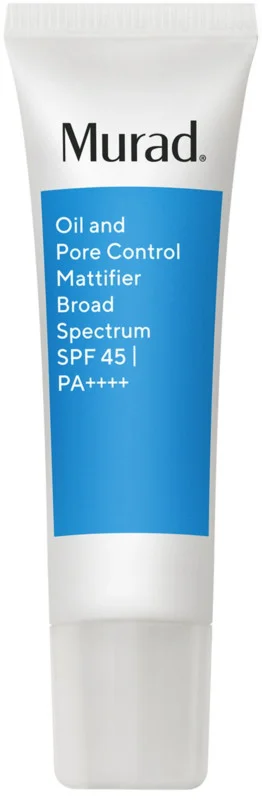 Murad.
Oil and
Pore Control
Mattifier
Broad
Spectrum
SPF 45 |
PA++++